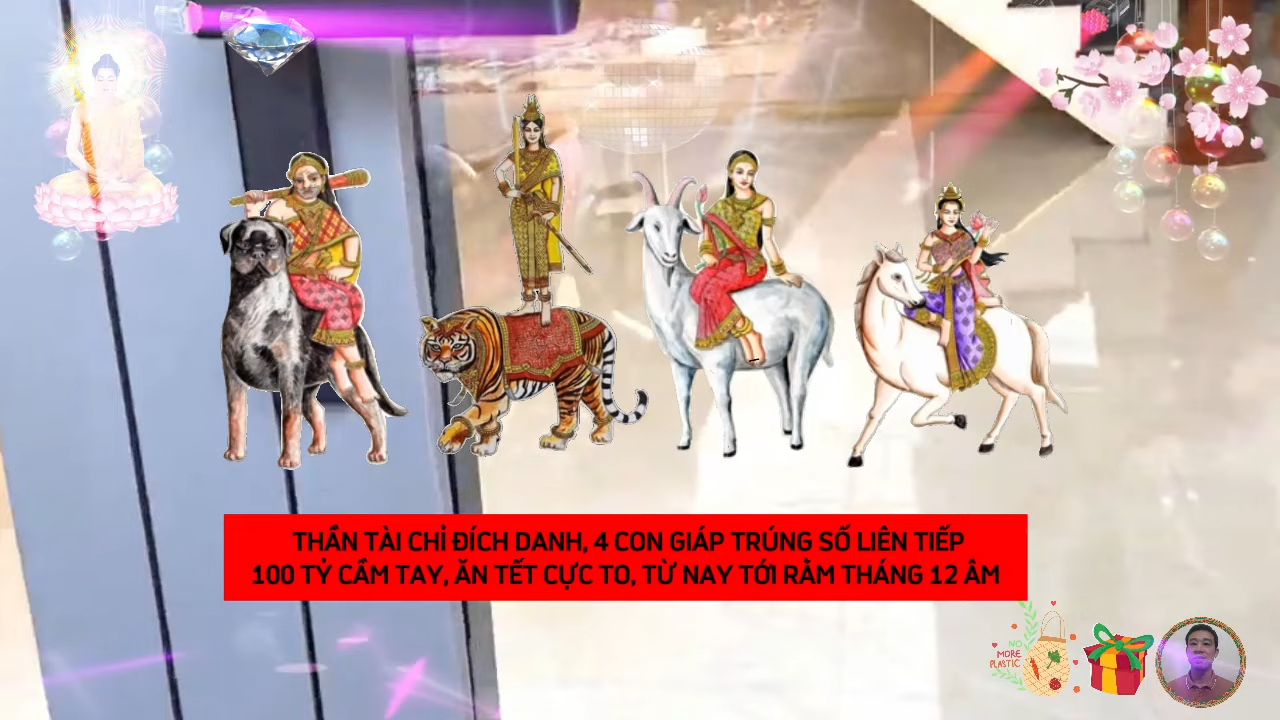 THẦN TÀI CHỈ ĐÍCH DANH, 4 CON GIÁP TRÚNG SỐ LIÊN TIẾP
100 TỶ CẦM TAY, ĂN TẾT CỰC TO, TỪ NAY TỚI RẰM THÁNG 12 ÂM
NO
MORE
PLASTIC